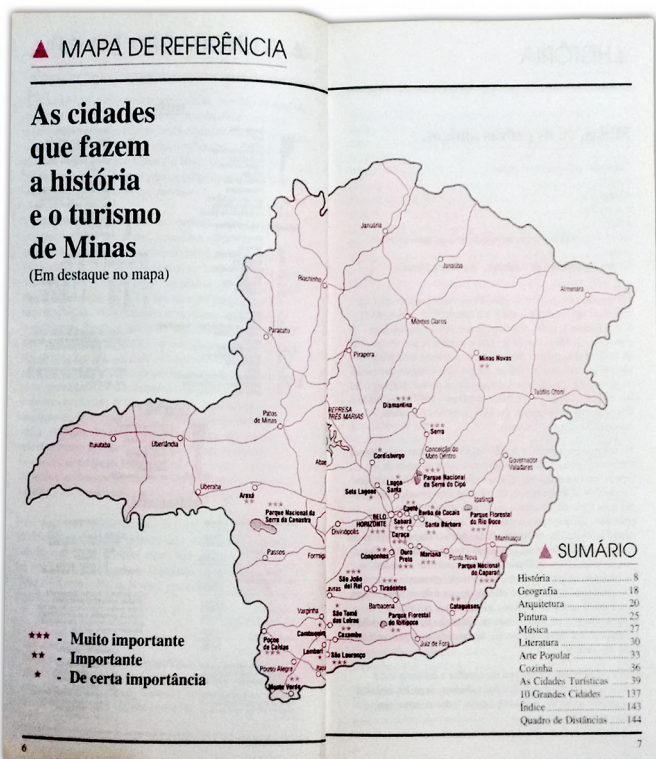 MAPA DE REFERÊNCIA
As cidades
que fazem
a história
e o turismo
de Minas
(Em destaque no mapa)
Januária
Janaúba
Riachinho
Almenara
Montes Claros
Paracatu
Pirapora
Minas Novas
**
Teófilo Otoni
Diamantina
***
Patos
de Minas
REPRESA
TRÊS MARIAS
Serra
Ituiutaba
Uberlândia
Conceição do
Mato Dentro
Governador
Valadares
Cordisburgo
Abae
Parque Nacional
da Serra do Cipó
Uberaba
Araxá
**
Sete Lagoas
Lagoa
Santa
Ipatinga
***
Parque Nacional da
Serra da Canastra
Caeté
Barão de Cocais
BELO
HORIZONTE
***
Sabará
Santa Bárbara
Parque Florestal
do Rio Doce
Divinópolis
Caraça
Manhuaçu
Passos
Formig
Congonhas
Ouro
Preto
Mariana
Ponte Nova
Parque Nacional
do Caparaó
São João
del Rei
Tiradentes
avras
Barbacena
Cataguases
Varginha
São Tomé
das Letras
Parque Florestal
do Ibitipoca
Cambuquira
Caxambu
Poços
de Caldas
Lambari
Juiz de Fora
São Lourenço
***
Pouso Alegre
Monte Verde
*** - Muito importante
** - Importante
* - De certa importância
SUMÁRIO
História 8
Geografia 18
Arquitetura 20
Pintura 25
Música 27
Literatura 30
Arte Popular 33
Cozinha 36
As Cidades Turísticas 39
10 Grandes Cidades 137
Índice 143
Quadro de Distâncias 144
6
7